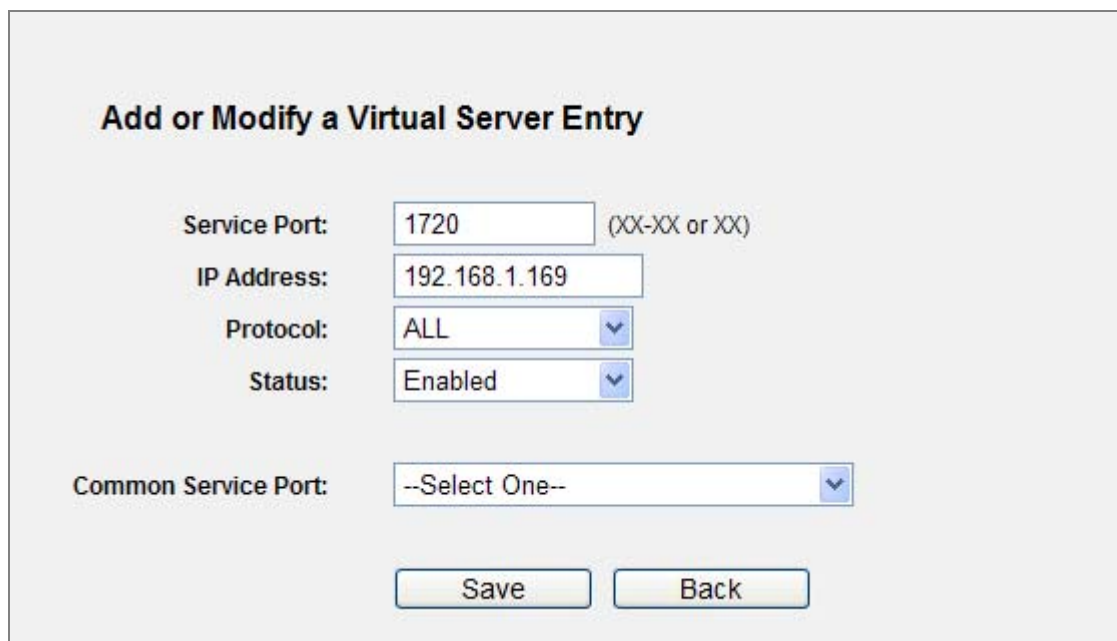 Add or Modify a Virtual Server Entry
Service Port: 1720 (XX-XX or XX)
IP Address: 192.168.1.169
Protocol: ALL
Status: Enabled
Common Service Port: --Select One--
Save Back